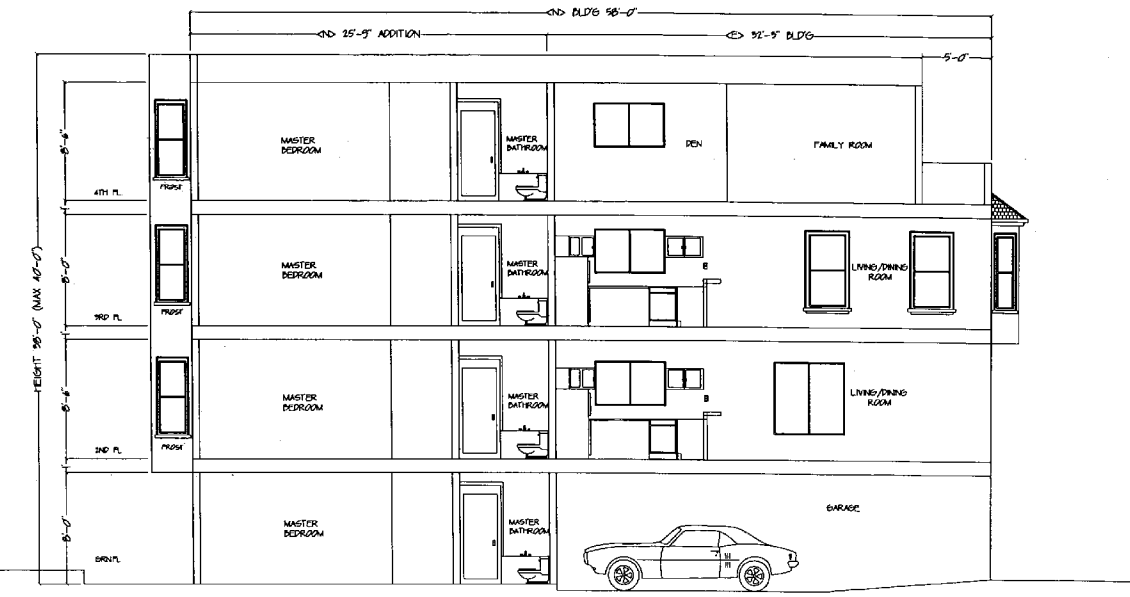 <N> BLD'G 58'-0"
<N> 25'-9" ADDITION
<E> 32'-3" BLD'G
5'-0"
HEIGHT 38'-0" (MAX 40'-0")
8'-6"
4TH FL.
FROST
MASTER
BEDROOM
MASTER
BATHROOM
DEN
FAMILY ROOM
8'-0"
3RD FL.
FROST
MASTER
BEDROOM
MASTER
BATHROOM
LIVING/DINING
ROOM
8'-6"
2ND FL.
FROST
MASTER
BEDROOM
MASTER
BATHROOM
LIVING/DINING
ROOM
8'-0"
GRN FL.
MASTER
BEDROOM
MASTER
BATHROOM
GARAGE